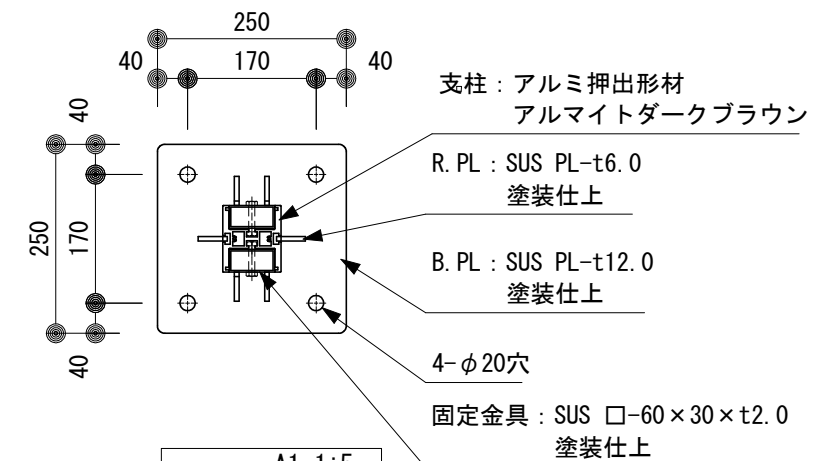 250
40 170 40
支柱：アルミ押出形材
アルマイトダークブラウン
R.PL：SUS PL-t6.0
塗装仕上
B.PL：SUS PL-t12.0
塗装仕上
4-φ20穴
固定金具：SUS □-60×30×t2.0
塗装仕上
40
250
170
40
A1 1:5